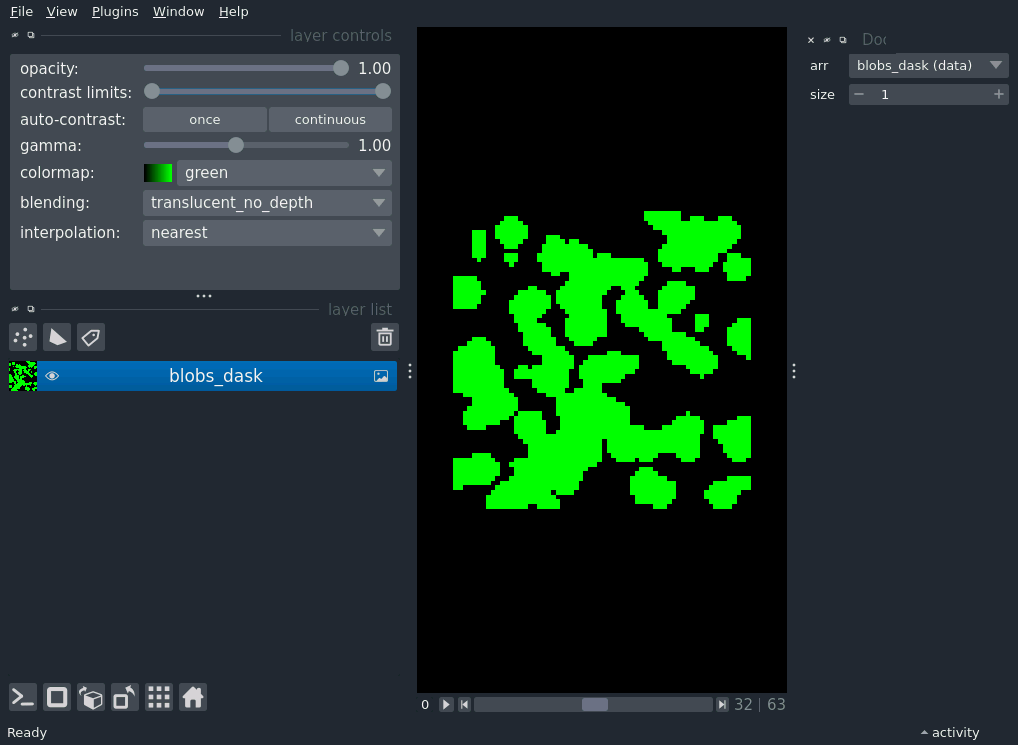 File View Plugins Window Help
layer controls
opacity: 1.00
contrast limits:
auto-contrast: once continuous
gamma: 1.00
colormap: green
blending: translucent_no_depth
interpolation: nearest
layer list
blobs_dask
Ready
0 32 | 63
arr blobs_dask (data)
size 1
activity